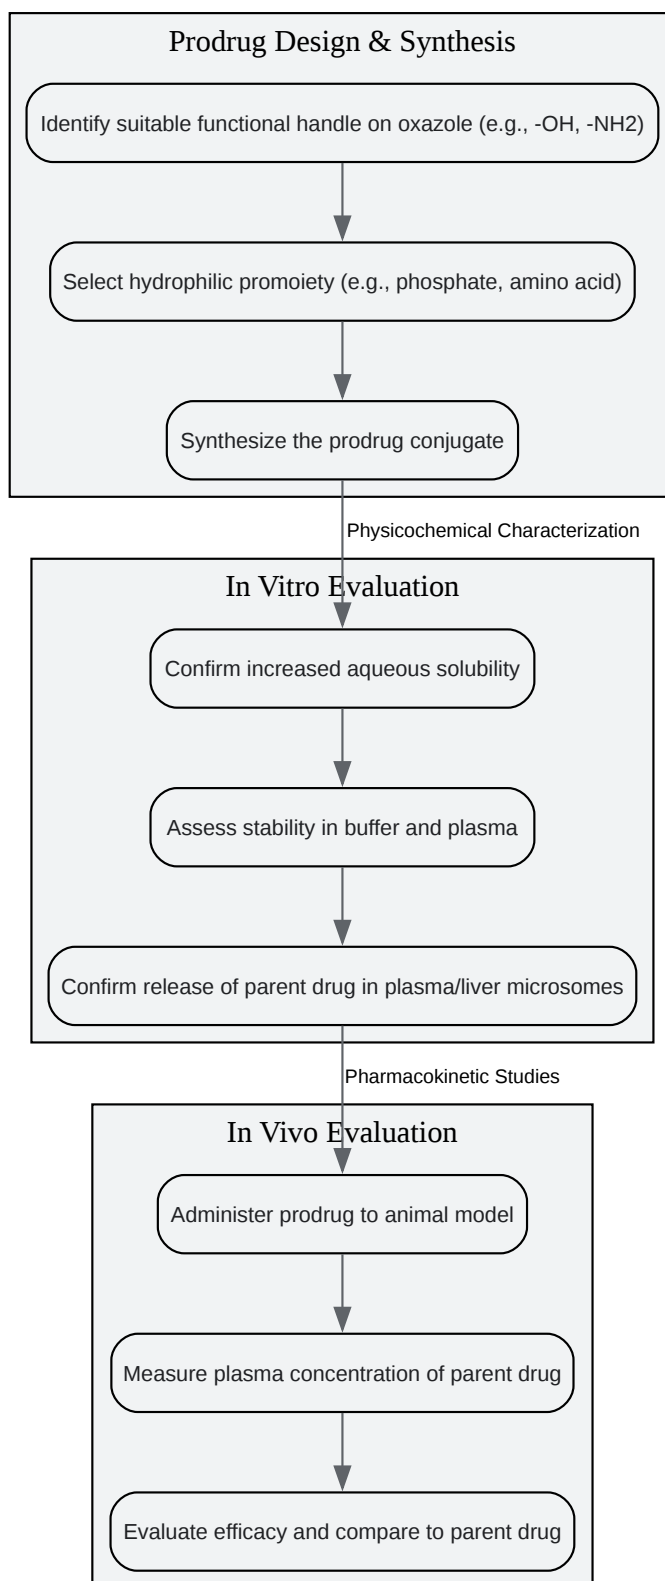 Prodrug Design & Synthesis
Identify suitable functional handle on oxazole (e.g., -OH, -NH2)
Select hydrophilic promoiety (e.g., phosphate, amino acid)
Synthesize the prodrug conjugate
Physicochemical Characterization
In Vitro Evaluation
Confirm increased aqueous solubility
Assess stability in buffer and plasma
Confirm release of parent drug in plasma/liver microsomes
Pharmacokinetic Studies
In Vivo Evaluation
Administer prodrug to animal model
Measure plasma concentration of parent drug
Evaluate efficacy and compare to parent drug